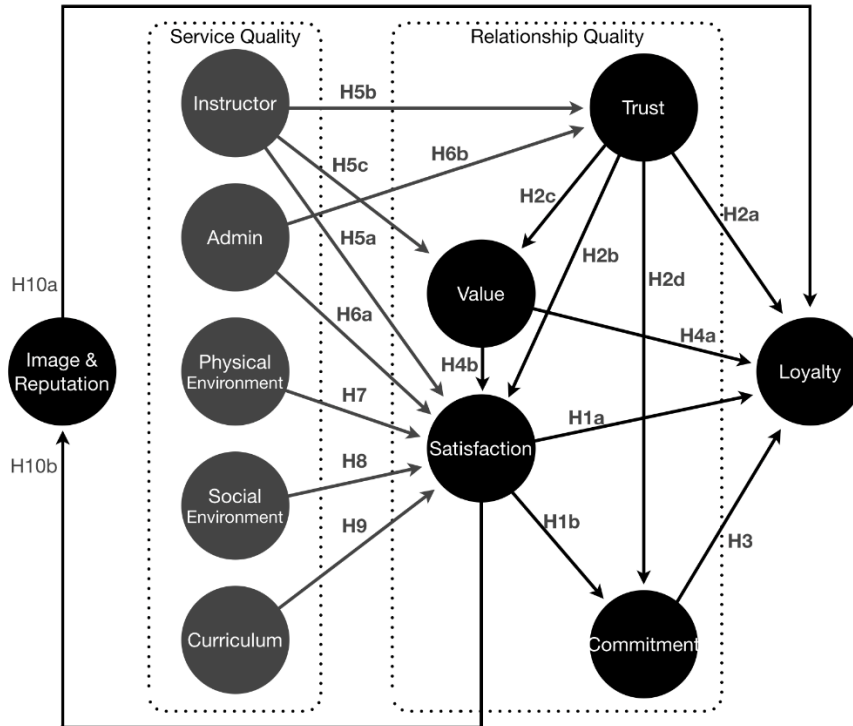 Service Quality
Relationship Quality
Instructor
H5b
Trust
H5c
H6b
H2c
H2a
Admin
H5a
H2b
H2d
H10a
Value
H6a
H4a
Image &
Reputation
Physical
Environment
H4b
Loyalty
H7
H1a
H10b
H8
Satisfaction
Social
Environment
H9
H1b
H3
Curriculum
Commitment